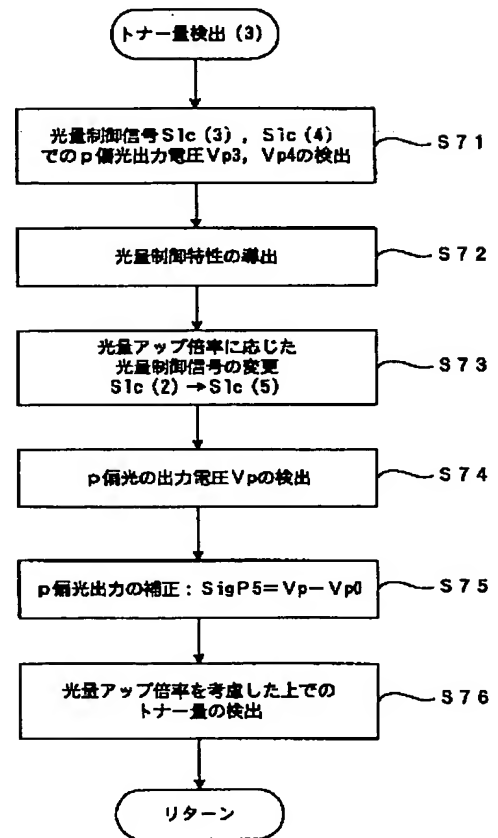 トナー量検出(3)
光量制御信号Slc(3),Slc(4)
でのp偏光出力電圧Vp3,Vp4の検出
S71
光量制御特性の導出
S72
光量アップ倍率に応じた
光量制御信号の変更
Slc(2)→Slc(5)
S73
p偏光の出力電圧Vpの検出
S74
p偏光出力の補正:SigP5=Vp−Vp0
S75
光量アップ倍率を考慮した上での
トナー量の検出
S76
リターン